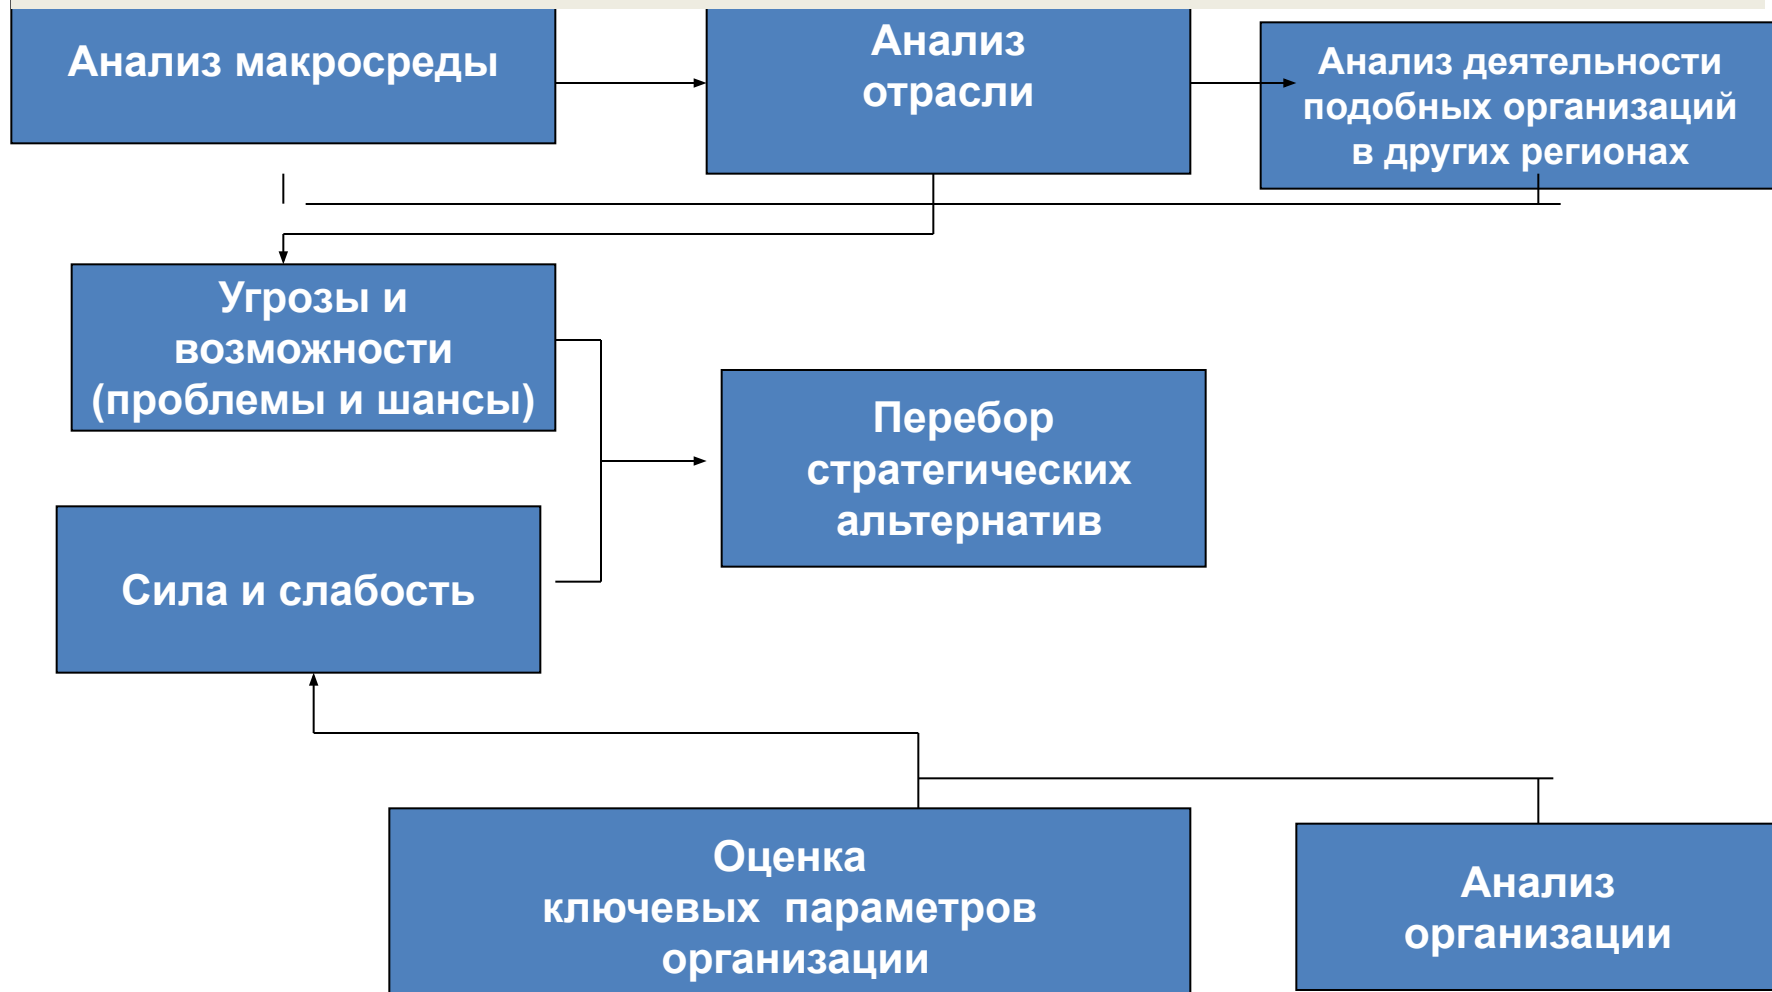 Анализ макросреды
Анализ
отрасли
Анализ деятельности
подобных организаций
в других регионах
Угрозы и
возможности
(проблемы и шансы)
Перебор
стратегических
альтернатив
Сила и слабость
Оценка
ключевых параметров
организации
Анализ
организации